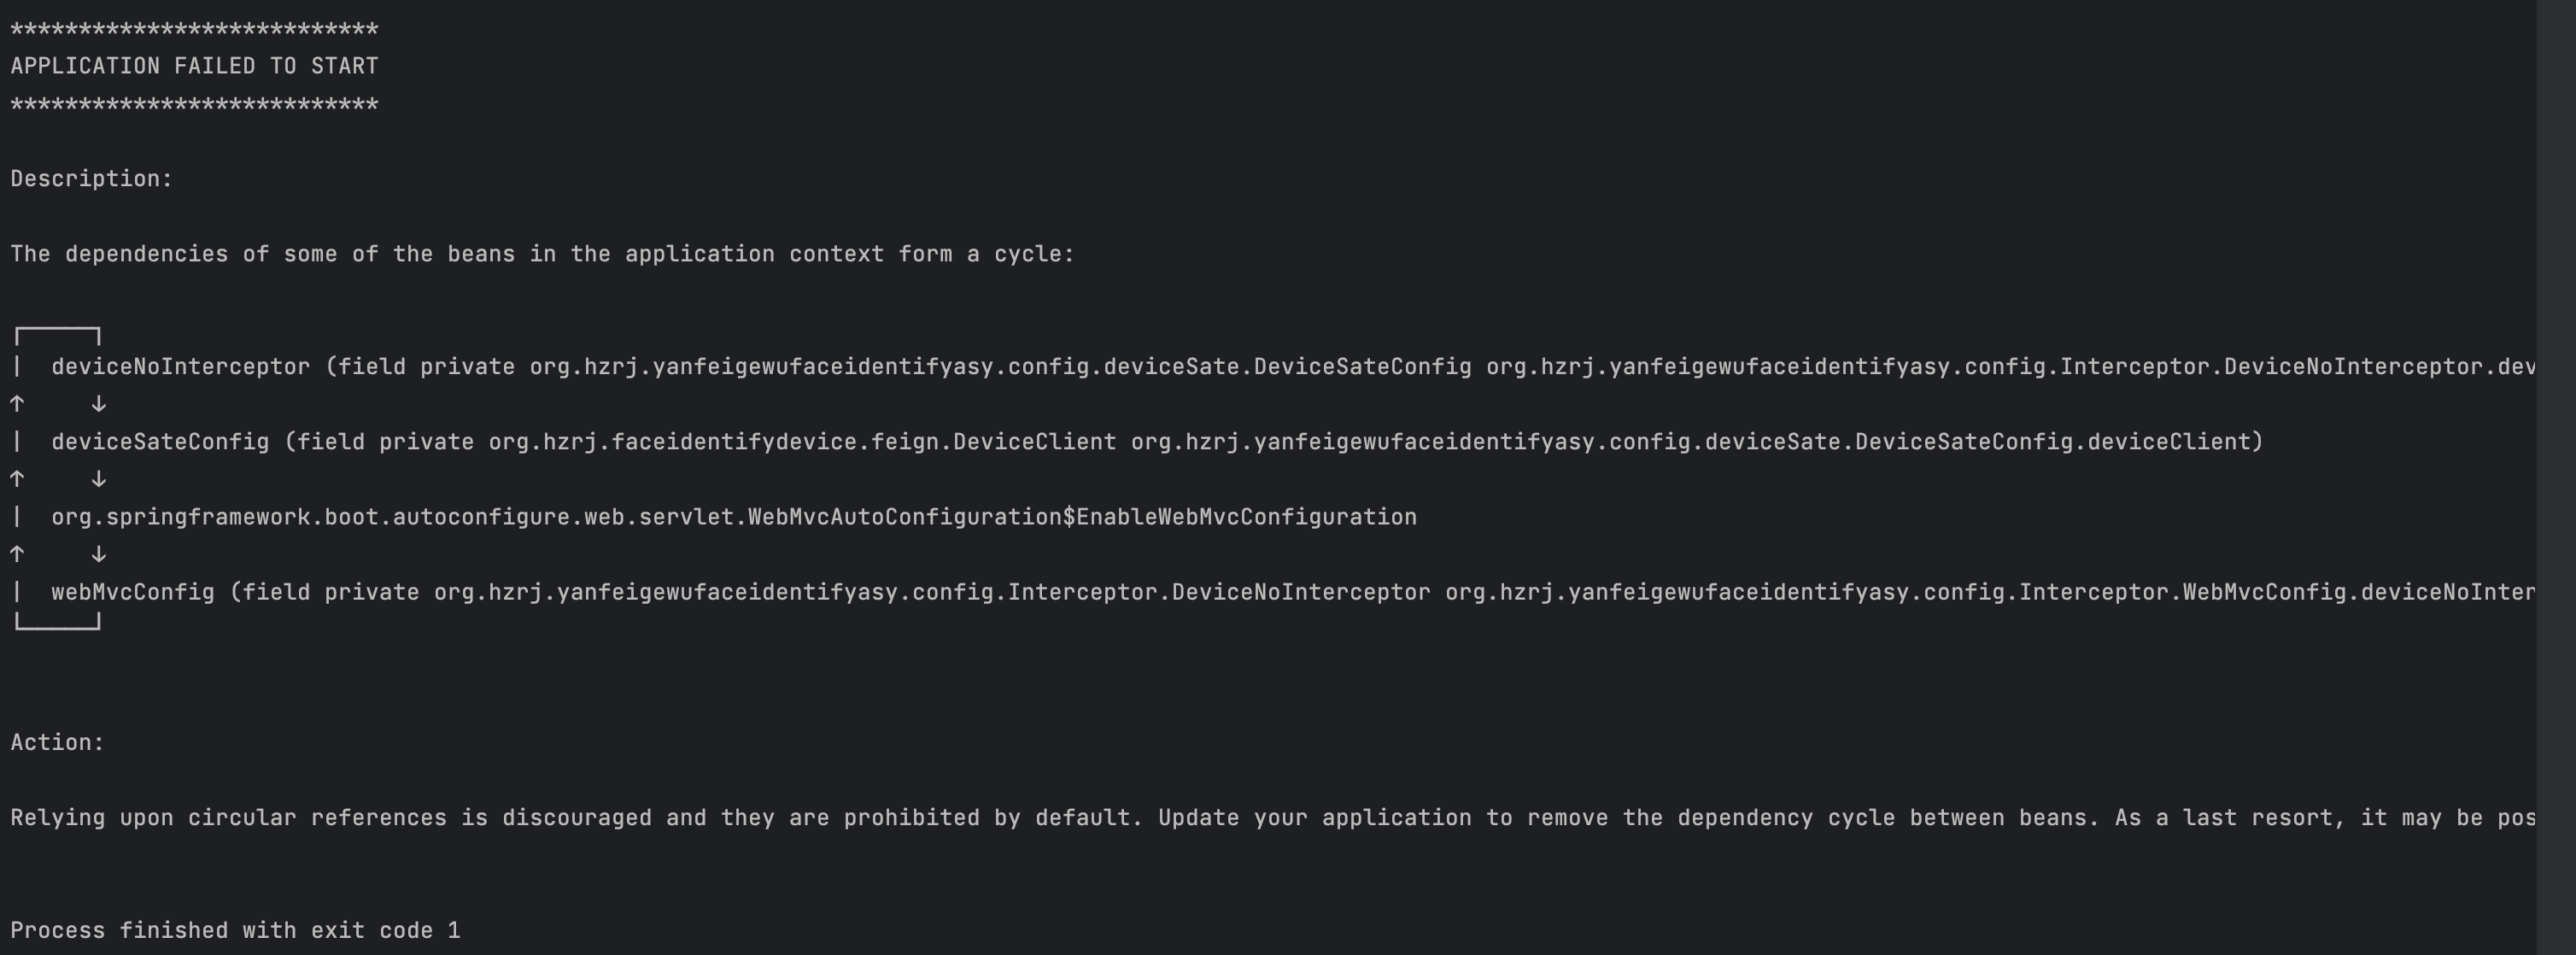 ***************************
APPLICATION FAILED TO START
***************************
Description:
The dependencies of some of the beans in the application context form a cycle:
┌─────┐
|  deviceNoInterceptor (field private org.hzrj.yanfeigewufaceidentifyasy.config.deviceSate.DeviceSateConfig org.hzrj.yanfeigewufaceidentifyasy.config.Interceptor.DeviceNoInterceptor.dev
↑     ↓
|  deviceSateConfig (field private org.hzrj.faceidentifydevice.feign.DeviceClient org.hzrj.yanfeigewufaceidentifyasy.config.deviceSate.DeviceSateConfig.deviceClient)
↑     ↓
|  org.springframework.boot.autoconfigure.web.servlet.WebMvcAutoConfiguration$EnableWebMvcConfiguration
↑     ↓
|  webMvcConfig (field private org.hzrj.yanfeigewufaceidentifyasy.config.Interceptor.DeviceNoInterceptor org.hzrj.yanfeigewufaceidentifyasy.config.Interceptor.WebMvcConfig.deviceNoInter
└─────┘
Action:
Relying upon circular references is discouraged and they are prohibited by default. Update your application to remove the dependency cycle between beans. As a last resort, it may be pos
Process finished with exit code 1